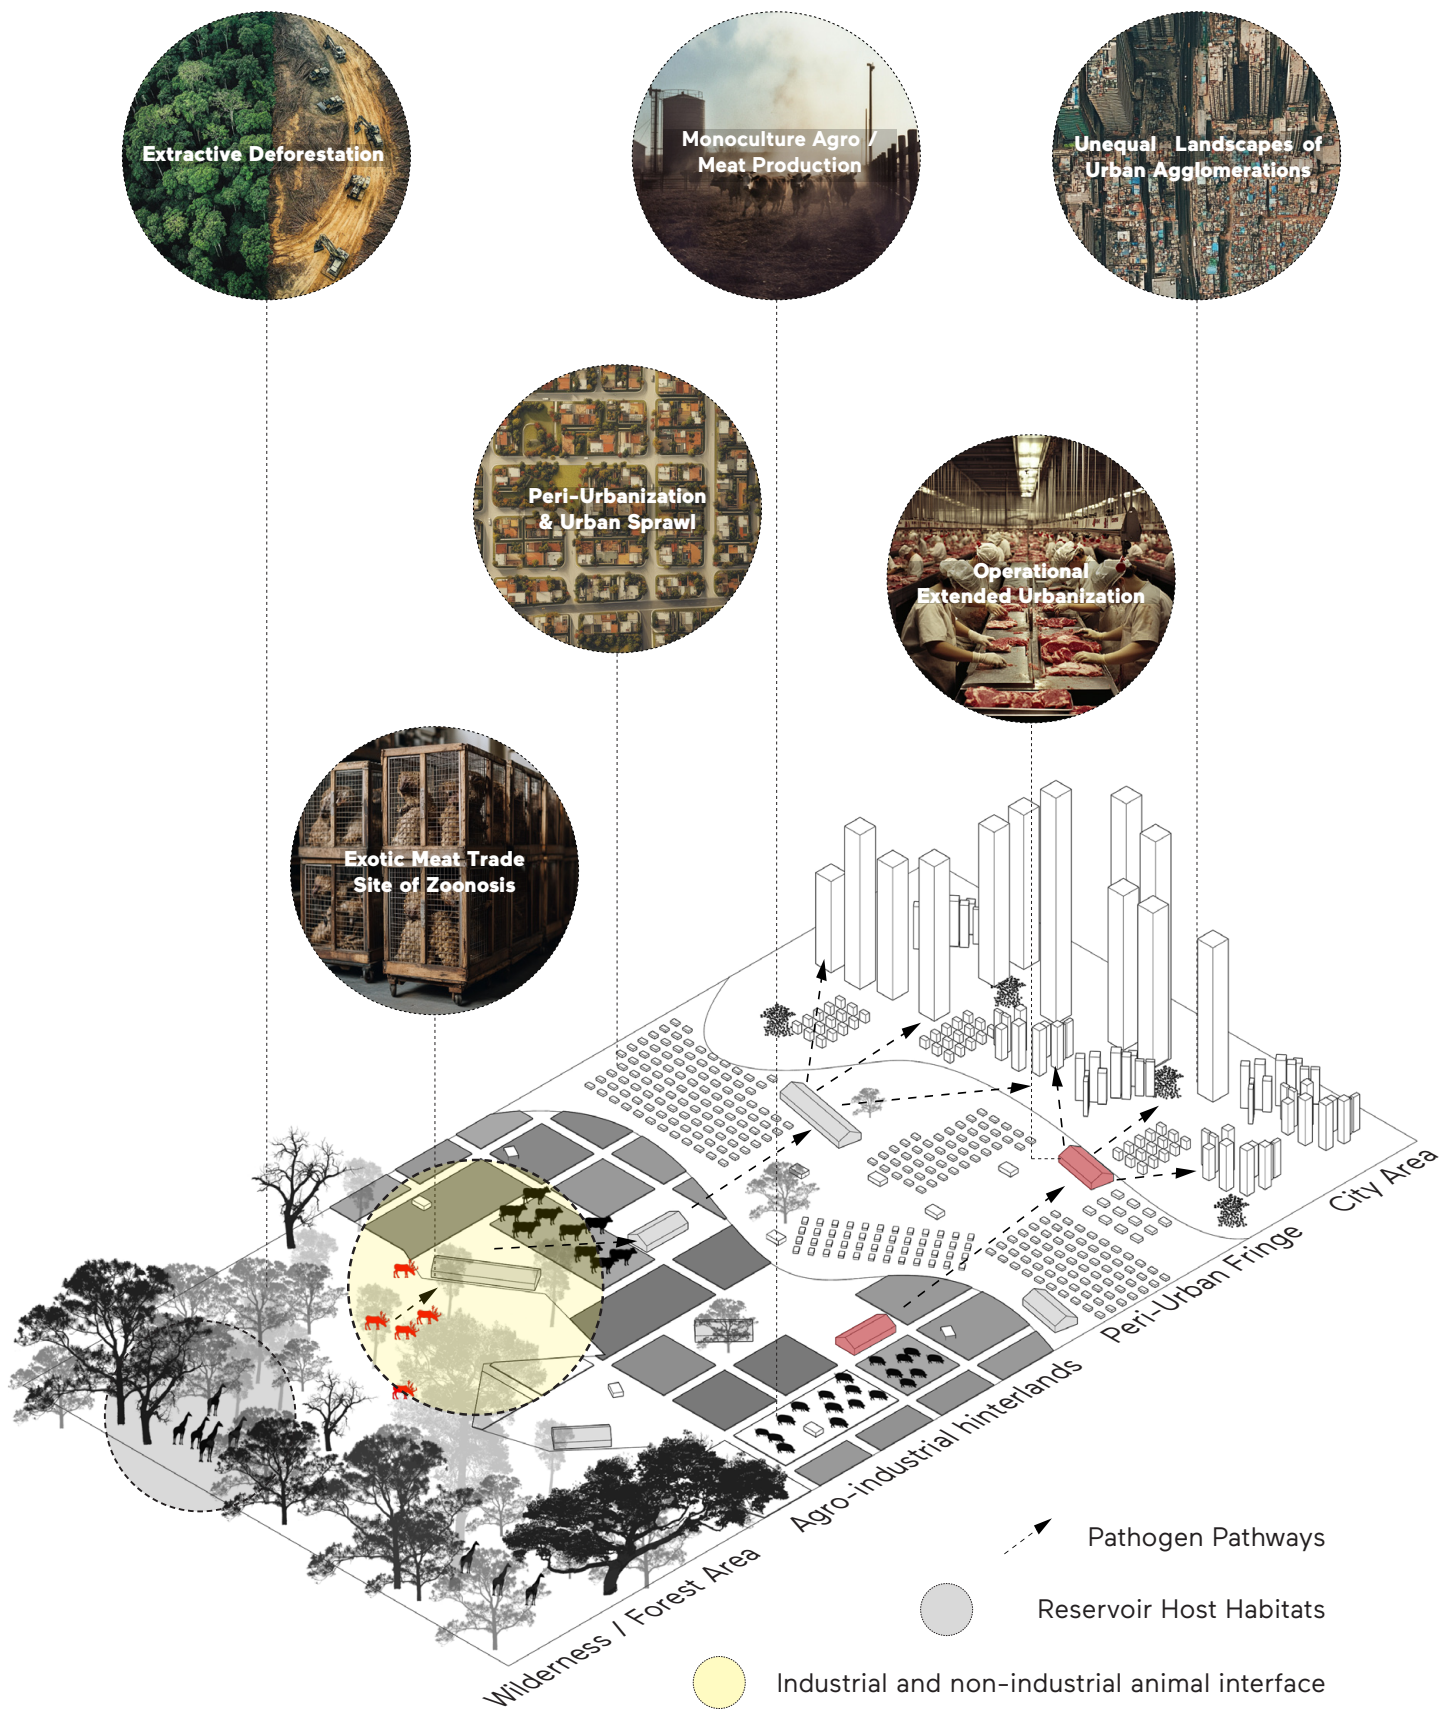 Extractive Deforestation
Monoculture Agro /
Meat Production
Unequal Landscapes of
Urban Agglomerations
Peri-Urbanization
& Urban Sprawl
Operational
Extended Urbanization
Exotic Meat Trade
Site of Zoonosis
City Area
Peri-Urban Fringe
Agro-industrial hinterlands
Wilderness / Forest Area
Pathogen Pathways
Reservoir Host Habitats
Industrial and non-industrial animal interface